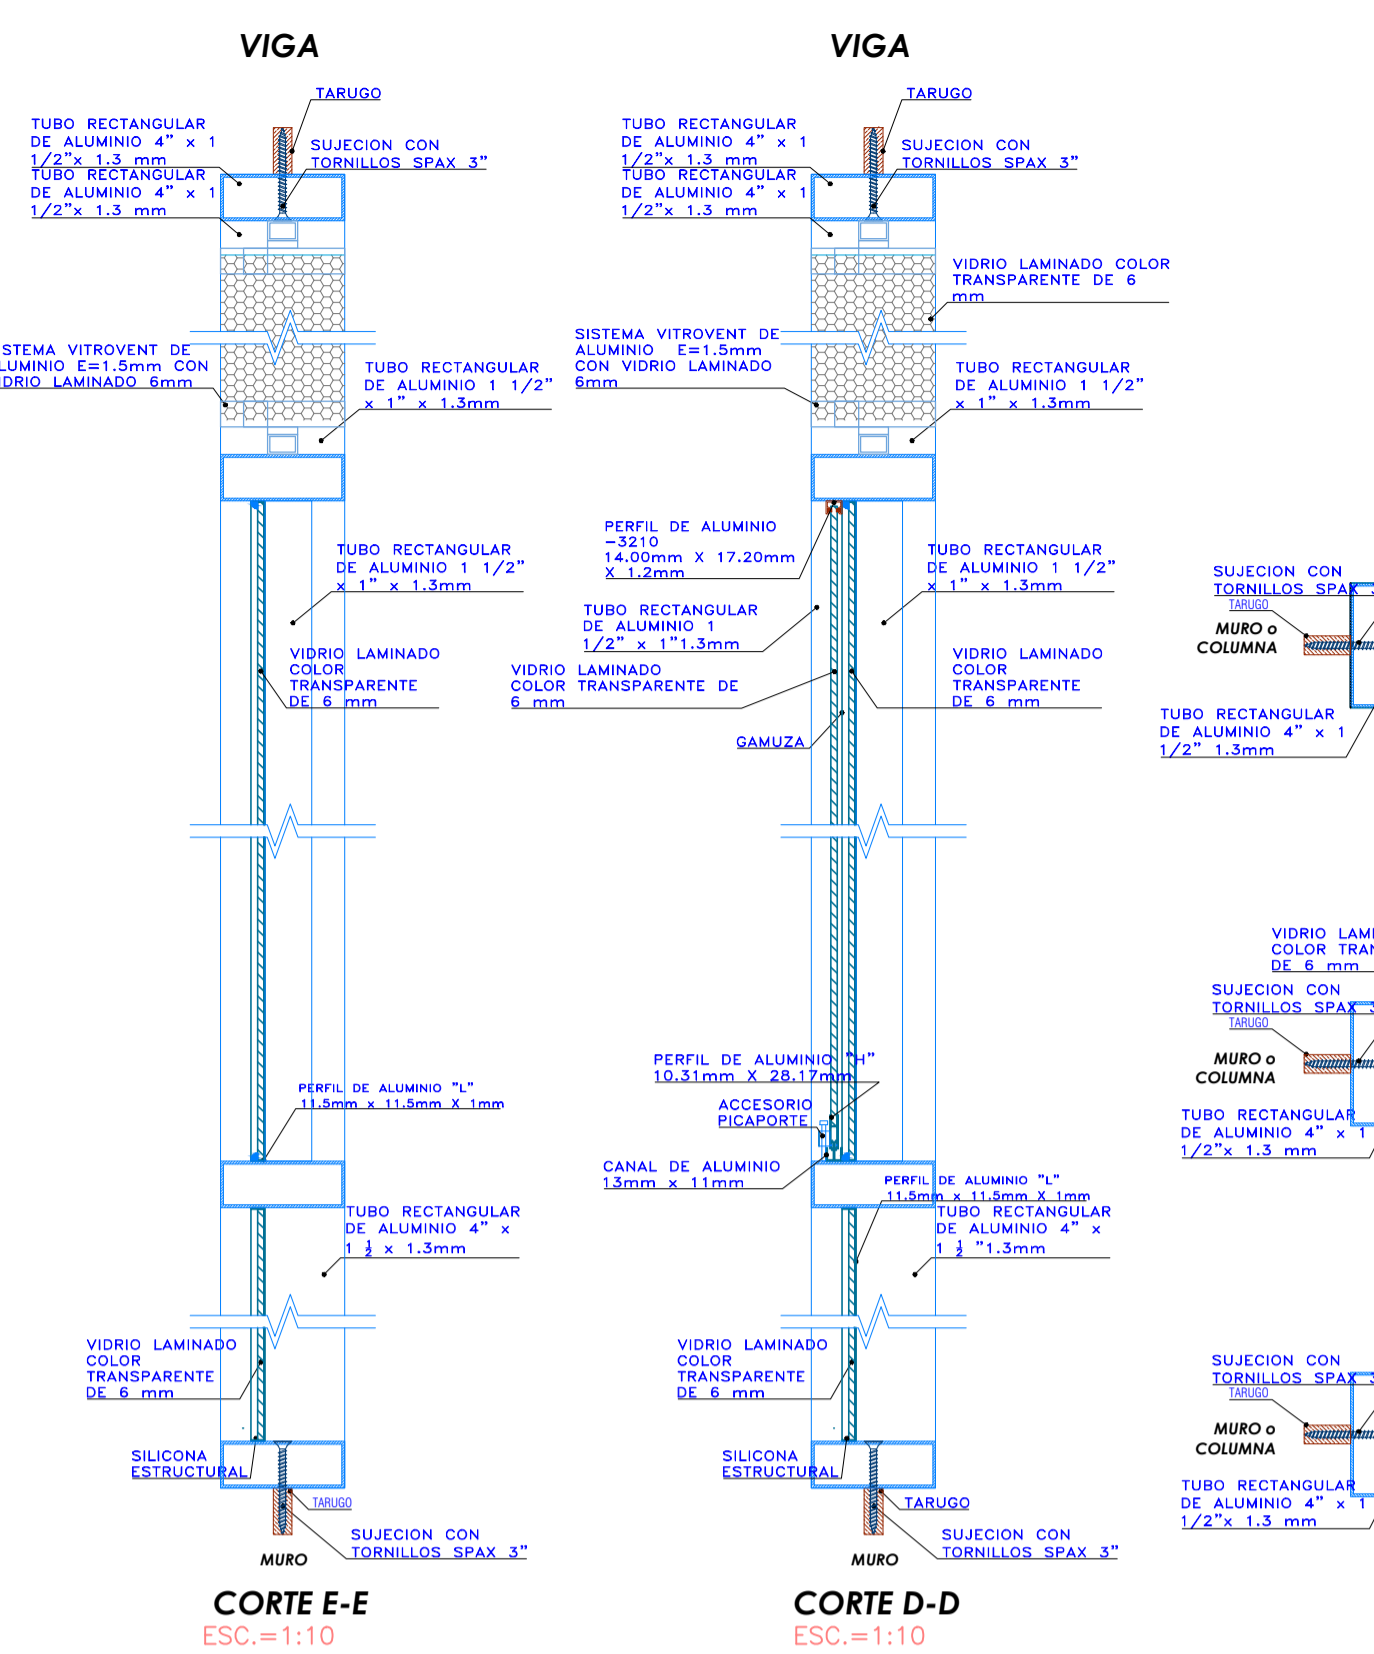 VIGA
TARUGO
TUBO RECTANGULAR
DE ALUMINIO 4" x 1
1/2"x 1.3 mm
SUJECION CON
TORNILLOS SPAX 3"
TUBO RECTANGULAR
DE ALUMINIO 4" x 1
1/2"x 1.3 mm
STEMA VITROVENT DE
LUMINIO E=1.5mm CON
DRIO LAMINADO 6mm
TUBO RECTANGULAR
DE ALUMINIO 1 1/2"
x 1" x 1.3mm
TUBO RECTANGULAR
DE ALUMINIO 1 1/2"
x 1" x 1.3mm
VIDRIO LAMINADO
COLOR
TRANSPARENTE
DE 6 mm
PERFIL DE ALUMINIO "L"
11.5mm x 11.5mm X 1mm
TUBO RECTANGULAR
DE ALUMINIO 4" x
1 1/2 x 1.3mm
VIDRIO LAMINADO
COLOR
TRANSPARENTE
DE 6 mm
SILICONA
ESTRUCTURAL
TARUGO
SUJECION CON
TORNILLOS SPAX 3"
MURO
CORTE E-E
ESC.=1:10
VIGA
TARUGO
TUBO RECTANGULAR
DE ALUMINIO 4" x 1
1/2"x 1.3 mm
SUJECION CON
TORNILLOS SPAX 3"
TUBO RECTANGULAR
DE ALUMINIO 4" x 1
1/2"x 1.3 mm
VIDRIO LAMINADO COLOR
TRANSPARENTE DE 6
mm
SISTEMA VITROVENT DE
ALUMINIO E=1.5mm
CON VIDRIO LAMINADO
6mm
TUBO RECTANGULAR
DE ALUMINIO 1 1/2"
x 1" x 1.3mm
PERFIL DE ALUMINIO
-3210
14.00mm X 17.20mm
X 1.2mm
TUBO RECTANGULAR
DE ALUMINIO 1 1/2"
x 1" x 1.3mm
TUBO RECTANGULAR
DE ALUMINIO 1
1/2" x 1"1.3mm
VIDRIO LAMINADO
COLOR
TRANSPARENTE
DE 6 mm
VIDRIO LAMINADO
COLOR TRANSPARENTE DE
6 mm
GAMUZA
PERFIL DE ALUMINIO "H"
10.31mm X 28.17mm
ACCESORIO
PICAPORTE
CANAL DE ALUMINIO
13mm x 11mm
PERFIL DE ALUMINIO "L"
11.5mm x 11.5mm X 1mm
TUBO RECTANGULAR
DE ALUMINIO 4" x
1 1/2 "1.3mm
VIDRIO LAMINADO
COLOR
TRANSPARENTE
DE 6 mm
SILICONA
ESTRUCTURAL
TARUGO
SUJECION CON
TORNILLOS SPAX 3"
MURO
CORTE D-D
ESC.=1:10
SUJECION CON
TORNILLOS SPAX 3
TARUGO
MURO o
COLUMNA
TUBO RECTANGULAR
DE ALUMINIO 4" x 1
1/2" 1.3mm
VIDRIO LAMI
COLOR TRAN
DE 6 mm
SUJECION CON
TORNILLOS SPAX 3
TARUGO
MURO o
COLUMNA
TUBO RECTANGULAR
DE ALUMINIO 4" x 1
1/2"x 1.3 mm
SUJECION CON
TORNILLOS SPAX 3
TARUGO
MURO o
COLUMNA
TUBO RECTANGULAR
DE ALUMINIO 4" x 1
1/2"x 1.3 mm